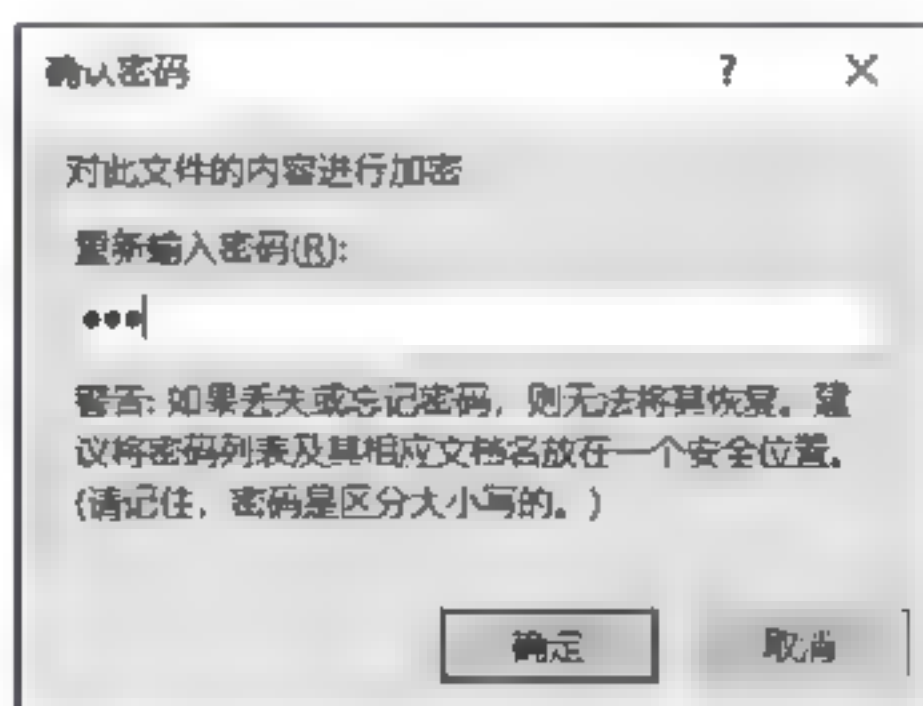 确认密码 ? ×
对此文件的内容进行加密
重新输入密码(R):
•••
警告: 如果丢失或忘记密码，则无法将其恢复。建
议将密码列表及其相应文档名放在一个安全位置。
(请记住，密码是区分大小写的。)
确定 取消